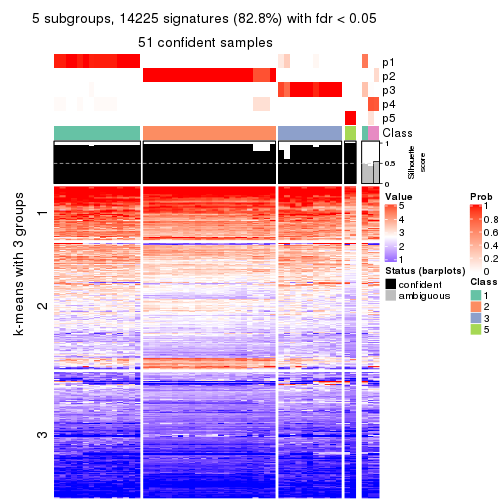 5 subgroups, 14225 signatures (82.8%) with fdr < 0.05
51 confident samples
p1
p2
p3
p4
p5
Class
1
0.5
0
Silhouette
score
k-means with 3 groups
1
2
3
Value
5
4
3
2
1
Prob
1
0.8
0.6
0.4
0.2
0
Status (barplots)
confident
ambiguous
Class
1
2
3
5